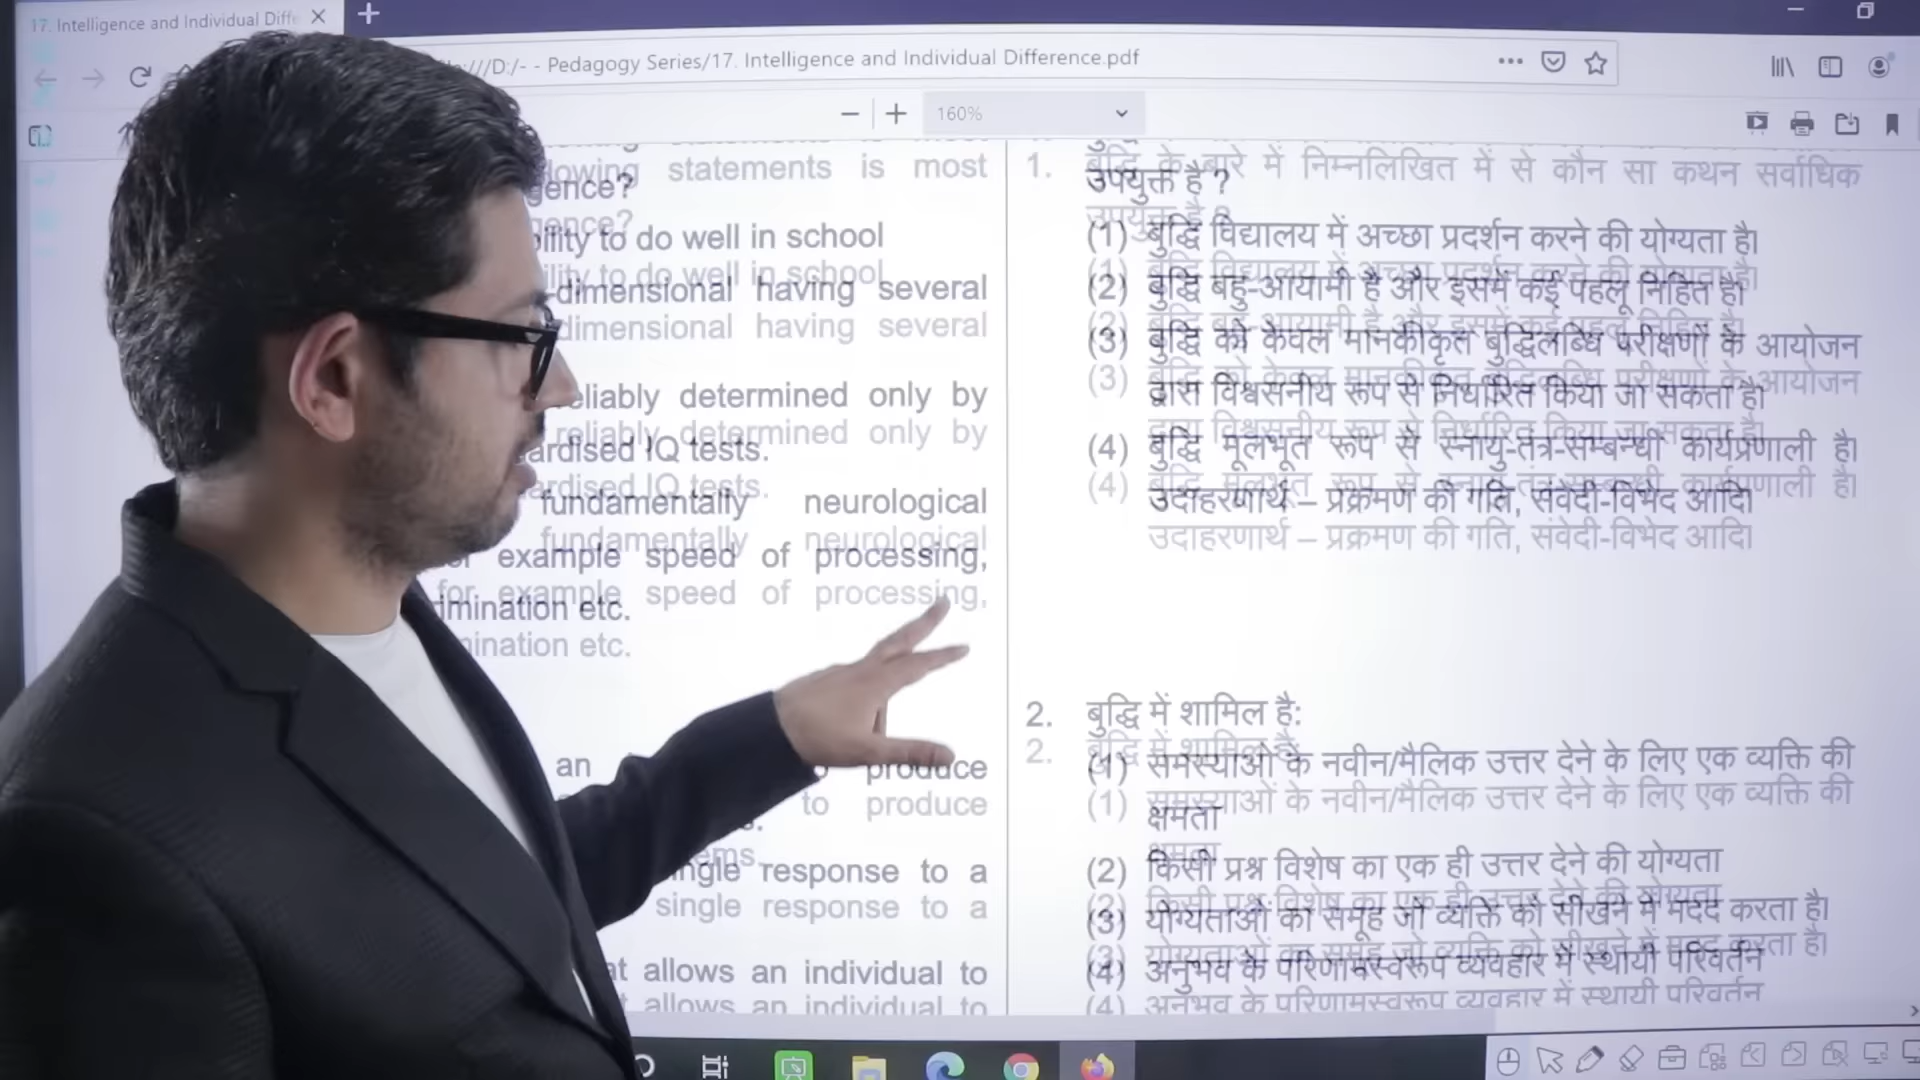 17. Intelligence and Individual Diffe
///D:/- - Pedagogy Series/17. Intelligence and Individual Difference.pdf
160%
statements is most
gence?
ility to do well in school
dimensional having several
eliably determined only by
ardised IQ tests.
fundamentally neurological
example speed of processing,
imination etc.
an
produce
to produce
ngle response to a
single response to a
at allows an individual to
1. बुद्धि के बारे में निम्नलिखित में से कौन सा कथन सर्वाधिक
उपयुक्त है ?
(1) बुद्धि विद्यालय में अच्छा प्रदर्शन करने की योग्यता है।
(2) बुद्धि बहु-आयामी है और इसमें कई पहलू निहित है।
(3) बुद्धि को केवल मानकीकृत बुद्धिलब्धि परीक्षणों के आयोजन
द्वारा विश्वसनीय रूप से निर्धारित किया जा सकता है।
(4) बुद्धि मूलभूत रूप से स्नायु-तंत्र-सम्बन्धी कार्यप्रणाली है।
उदाहरणार्थ – प्रक्रमण की गति, संवेदी-विभेद आदि।
2. बुद्धि में शामिल है:
(1) समस्याओं के नवीन/मैलिक उत्तर देने के लिए एक व्यक्ति की
क्षमता
(2) किसी प्रश्न विशेष का एक ही उत्तर देने की योग्यता
(3) योग्यताओं का समूह जो व्यक्ति को सीखने में मदद करता है।
(4) अनुभव के परिणामस्वरूप व्यवहार में स्थायी परिवर्तन